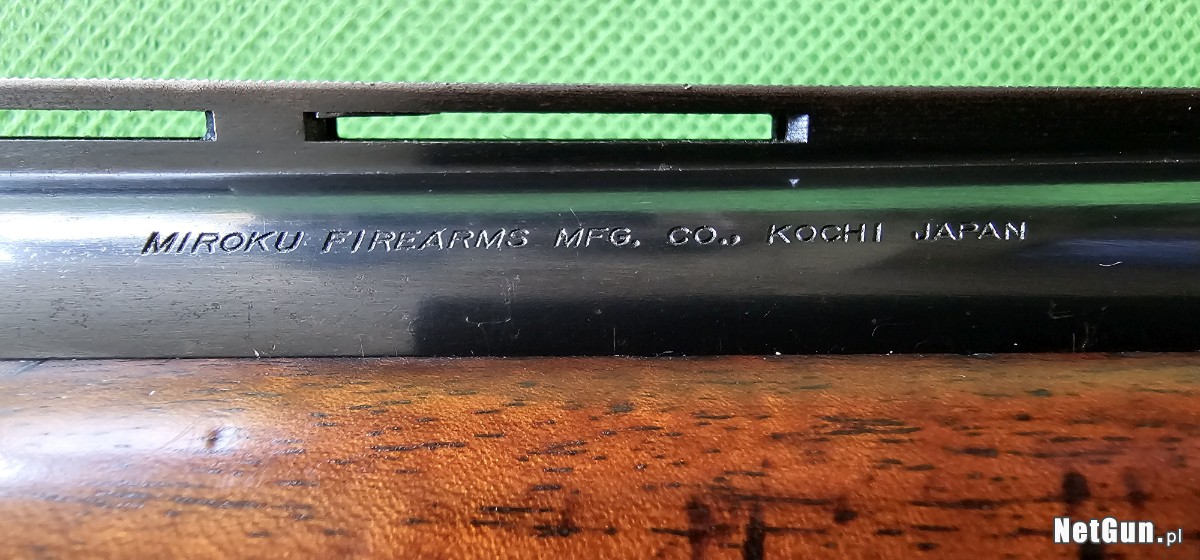 MIROKU FIREARMS MFG. CO., KOCHI JAPAN
NetGun.pl